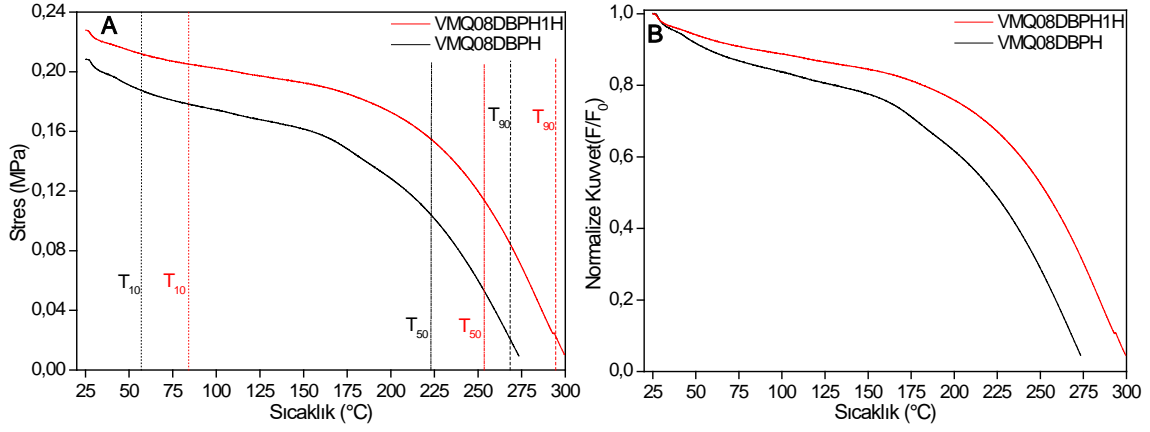 A
VMQ08DBPH1H
VMQ08DBPH
T10
T10
T50
T50
T90
T90
0,24
0,20
0,16
0,12
0,08
0,04
0,00
Stres (MPa)
25 50 75 100 125 150 175 200 225 250 275 300
Sıcaklık (°C)
B
VMQ08DBPH1H
VMQ08DBPH
1,0
0,8
0,6
0,4
0,2
0,0
Normalize Kuvvet(F/F0)
25 50 75 100 125 150 175 200 225 250 275 300
Sıcaklık (°C)